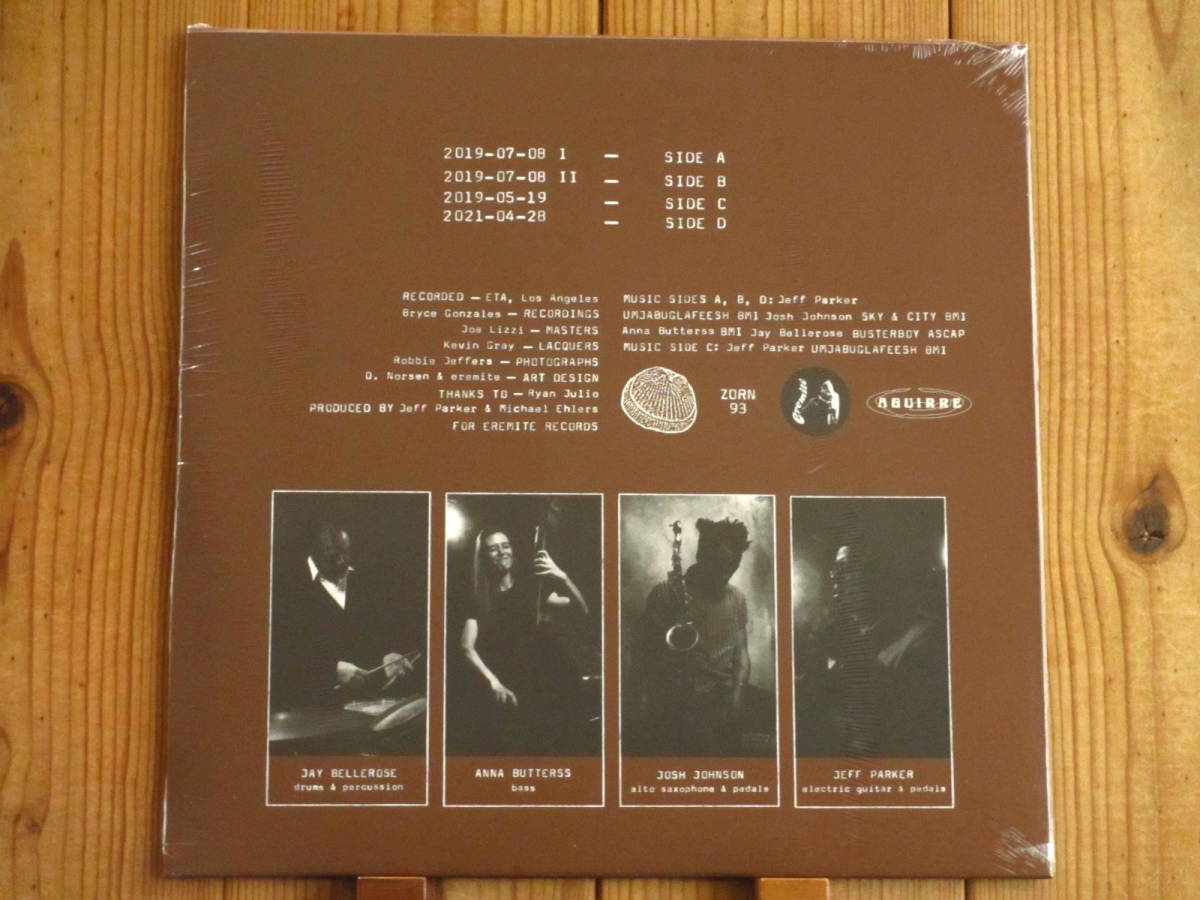 2019-07-08 I — SIDE A
2019-07-08 II — SIDE B
2019-05-19 — SIDE C
2021-04-28 — SIDE D
RECORDED — ETA, Los Angeles
Bryce Gonzales — RECORDINGS
Joe Lizzi — MASTERS
Kevin Gray — LACQUERS
Robbie Jeffers — PHOTOGRAPHS
D. Norsen & eremite — ART DESIGN
THANKS TO — Ryan Julio
PRODUCED BY Jeff Parker & Michael Ehlers
FOR EREMITE RECORDS
MUSIC SIDES A, B, D: Jeff Parker
UMJABUGLAFEESH BMI Josh Johnson SKY & CITY BMI
Anna Butterss BMI Jay Bellerose BUSTERBOY ASCAP
MUSIC SIDE C: Jeff Parker UMJABUGLAFEESH BMI
ZORN
93
eremite
AGUIRRE
JAY BELLEROSE
drums & percussion
ANNA BUTTERSS
bass
JOSH JOHNSON
alto saxophone & pedals
JEFF PARKER
electric guitar & pedals